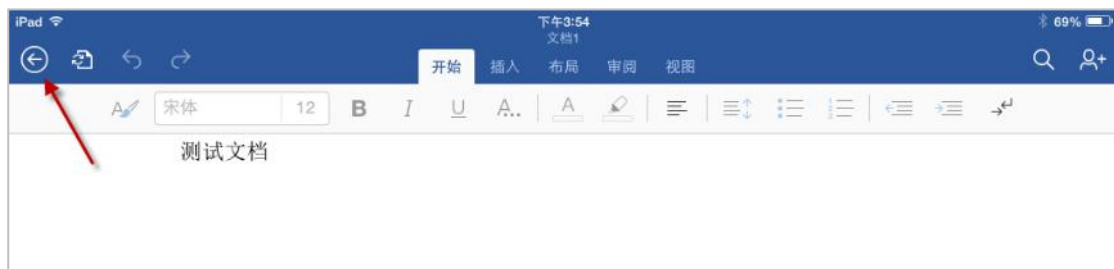 iPad 下午3:54 69%
文档1
开始 插入 布局 审阅 视图
宋体 12 B I U A... A
测试文档